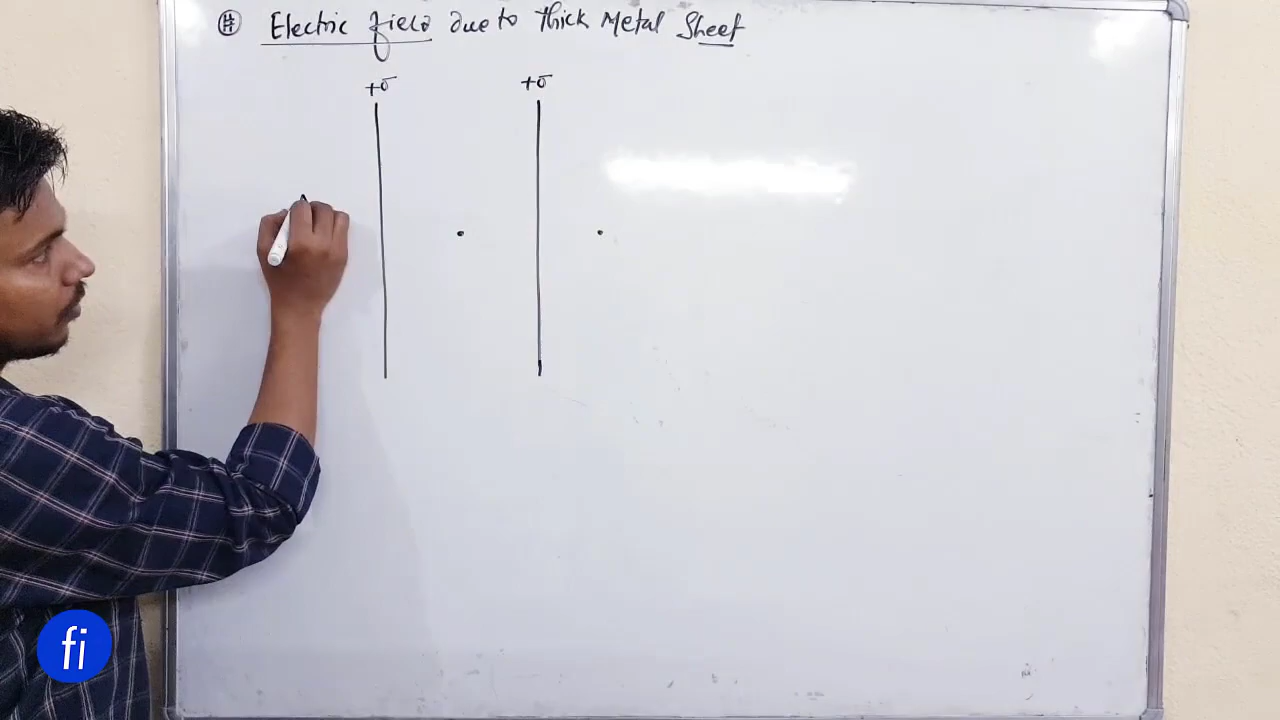 ⌗ Electric field due to thick Metal Sheet
+σ +σ
fi